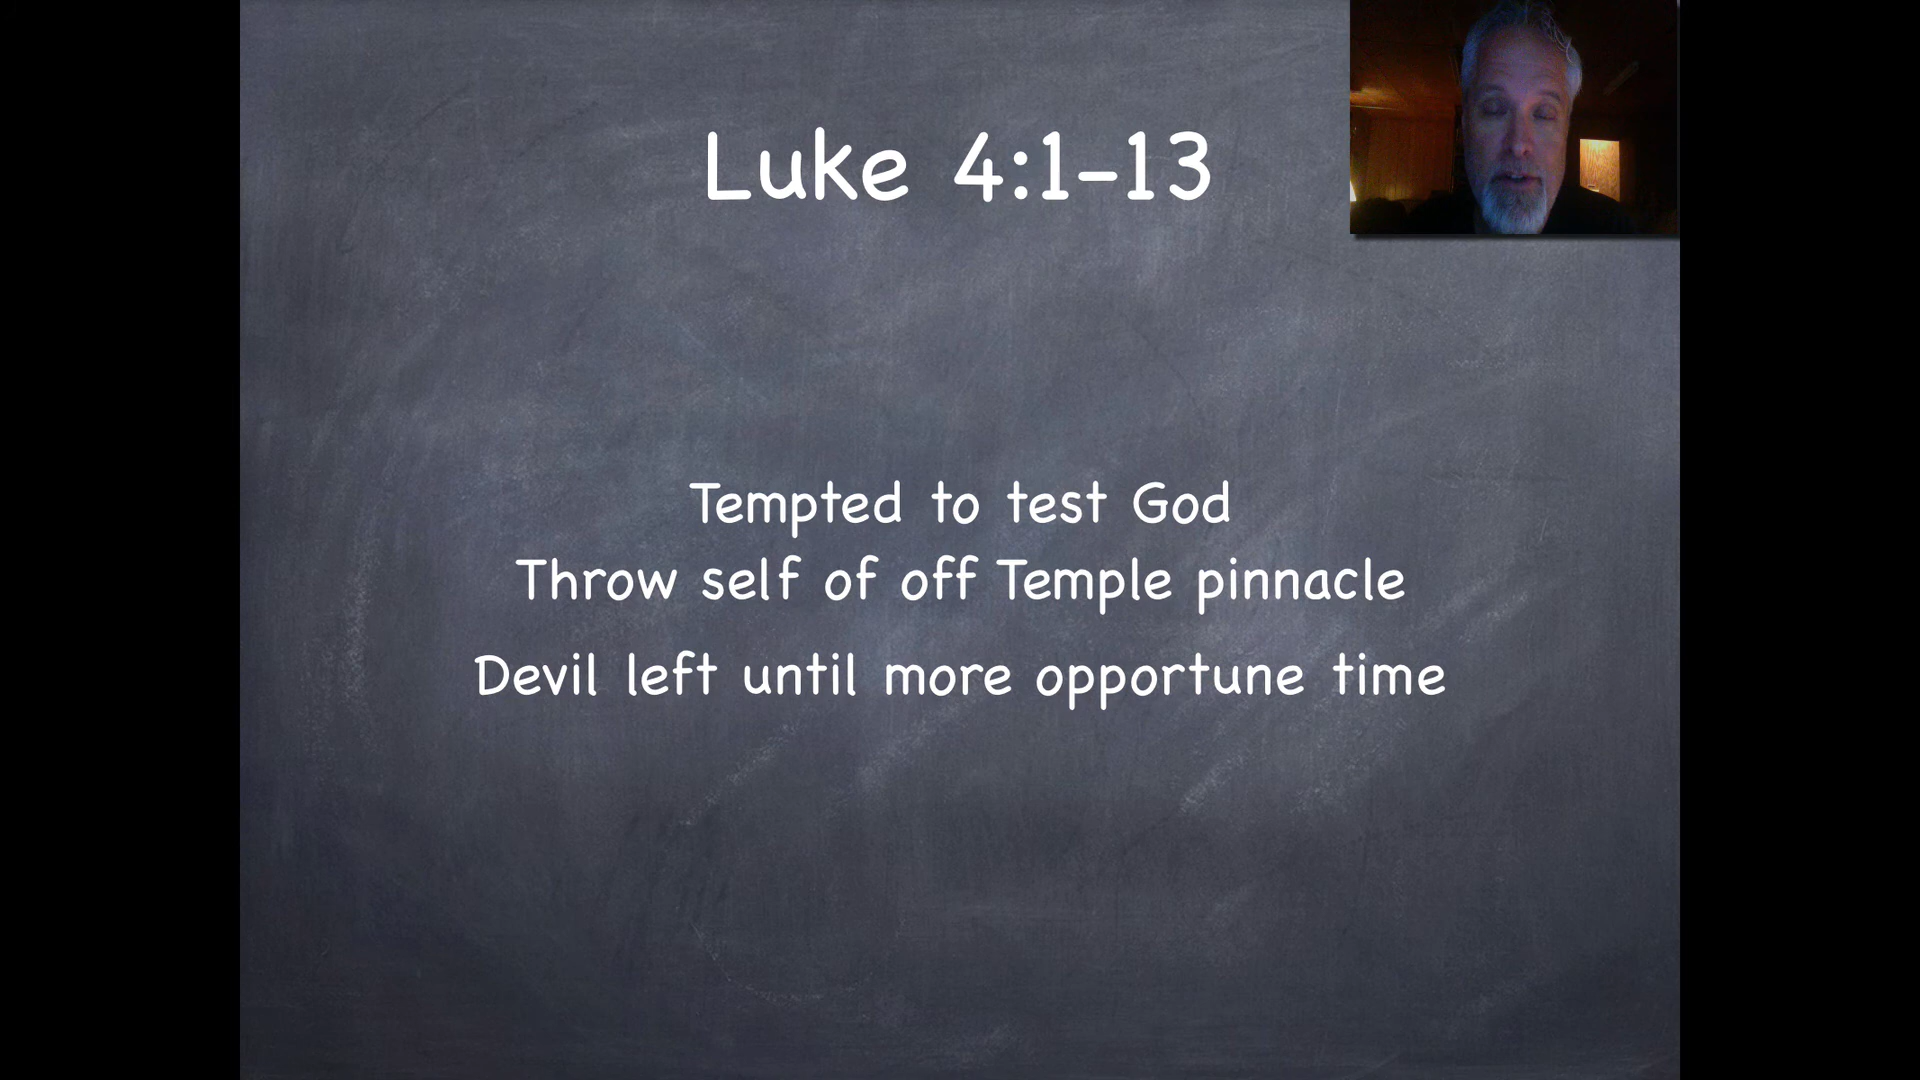 Luke 4:1-13
Tempted to test God
Throw self of off Temple pinnacle
Devil left until more opportune time